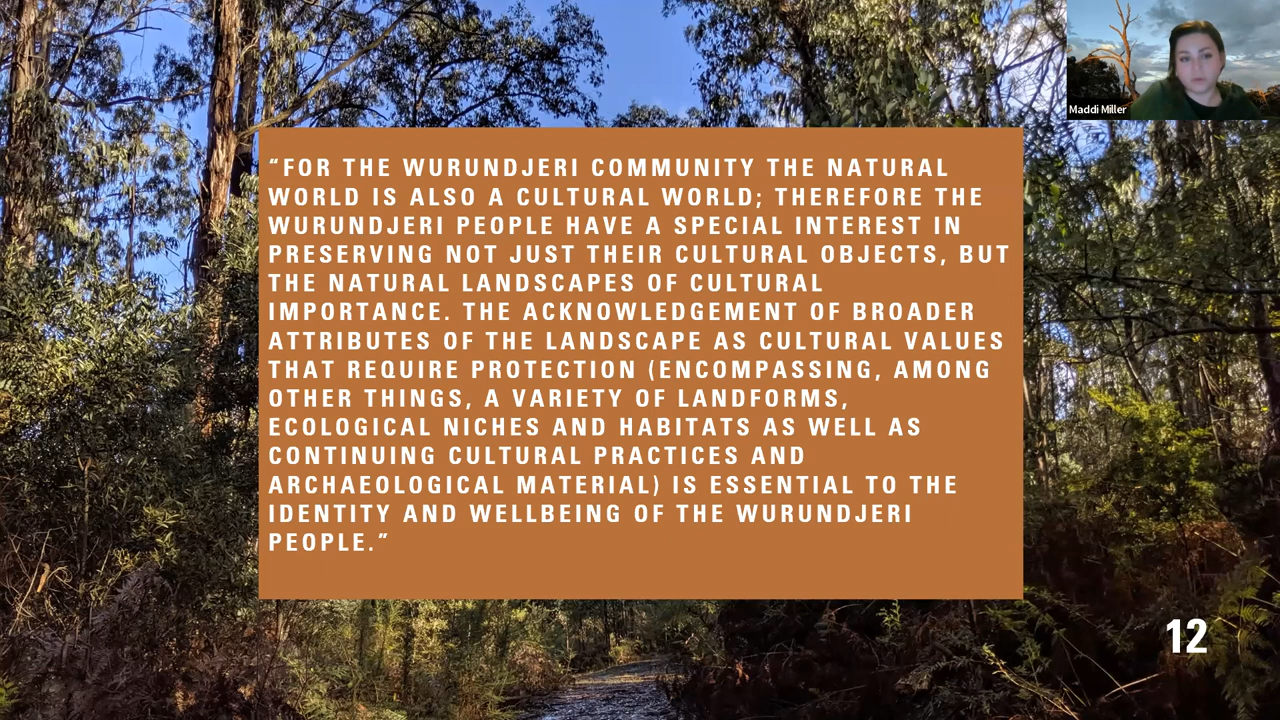 Maddi Miller
“FOR THE WURUNDJERI COMMUNITY THE NATURAL
WORLD IS ALSO A CULTURAL WORLD; THEREFORE THE
WURUNDJERI PEOPLE HAVE A SPECIAL INTEREST IN
PRESERVING NOT JUST THEIR CULTURAL OBJECTS, BUT
THE NATURAL LANDSCAPES OF CULTURAL
IMPORTANCE. THE ACKNOWLEDGEMENT OF BROADER
ATTRIBUTES OF THE LANDSCAPE AS CULTURAL VALUES
THAT REQUIRE PROTECTION (ENCOMPASSING, AMONG
OTHER THINGS, A VARIETY OF LANDFORMS,
ECOLOGICAL NICHES AND HABITATS AS WELL AS
CONTINUING CULTURAL PRACTICES AND
ARCHAEOLOGICAL MATERIAL) IS ESSENTIAL TO THE
IDENTITY AND WELLBEING OF THE WURUNDJERI
PEOPLE.”
12